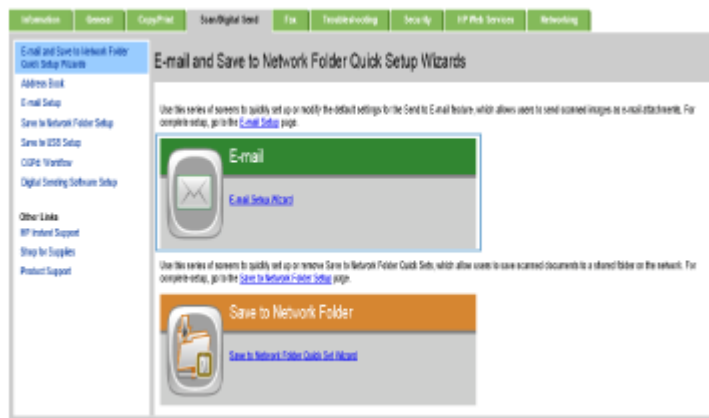 Information General Copy/Print Scan/Digital Send Fax Troubleshooting Security HP Web Services Networking
E-mail and Save to Network Folder
Quick Setup Wizards
Address Book
E-mail Setup
Save to Network Folder Setup
Save to USB Setup
Digital Sending Software Setup
Other Links
HP Instant Support
Shop for Supplies
Product Support
E-mail and Save to Network Folder Quick Setup Wizards
Use this series of screens to quickly set up or modify the default settings for the Send to E-mail feature, which allows users to send scanned images as e-mail attachments. For
complete setup, go to the E-mail Setup page.
E-mail
E-mail Setup Wizard
Use this series of screens to quickly set up or remove Save to Network Folder Quick Sets, which allow users to save scanned documents to a shared folder on the network. For
complete setup, go to the Save to Network Folder Setup page.
Save to Network Folder
Save to Network Folder Quick Set Wizard